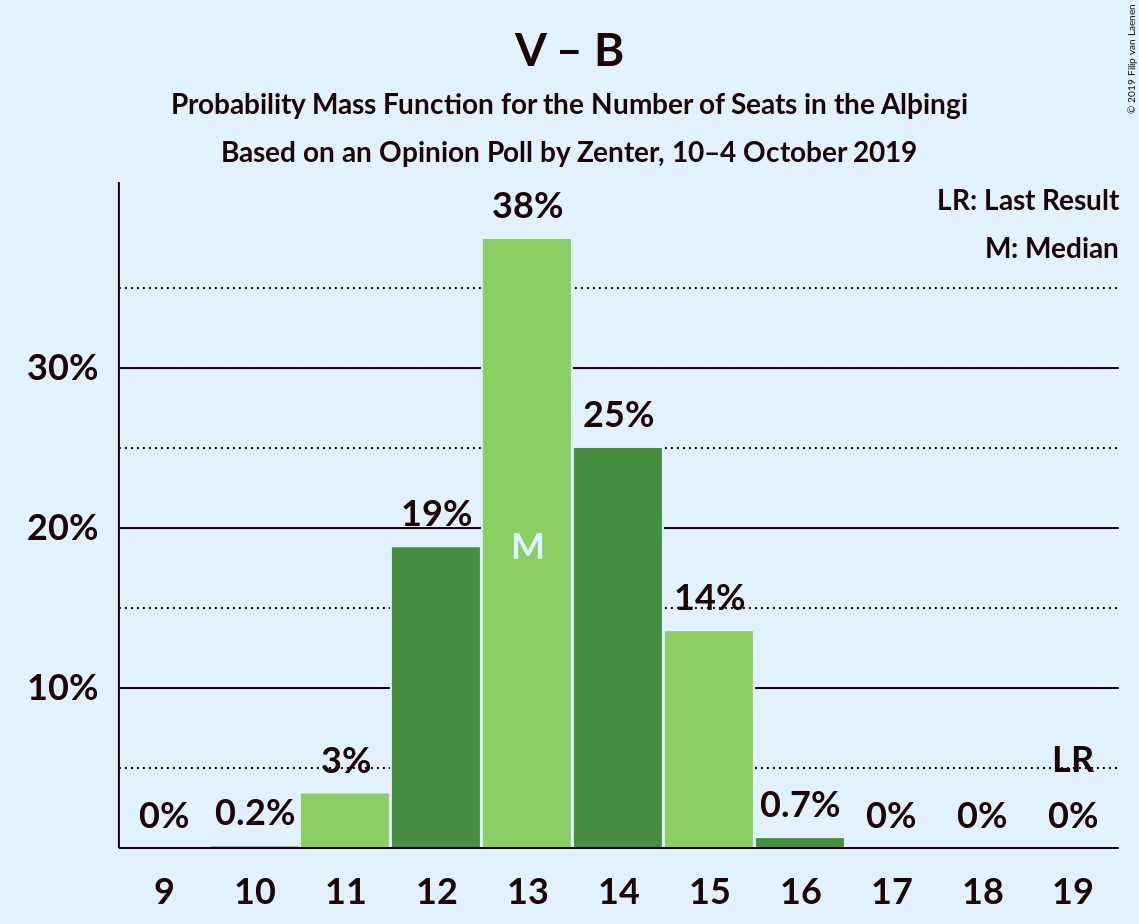 V – B
Probability Mass Function for the Number of Seats in the Alþingi
Based on an Opinion Poll by Zenter, 10–4 October 2019
© 2019 Filip van Laenen
LR: Last Result
M: Median
38%
30%
25%
20%
19%
M
14%
10%
3%
LR
0%
0.2%
0.7%
0%
0%
0%
9 10 11 12 13 14 15 16 17 18 19